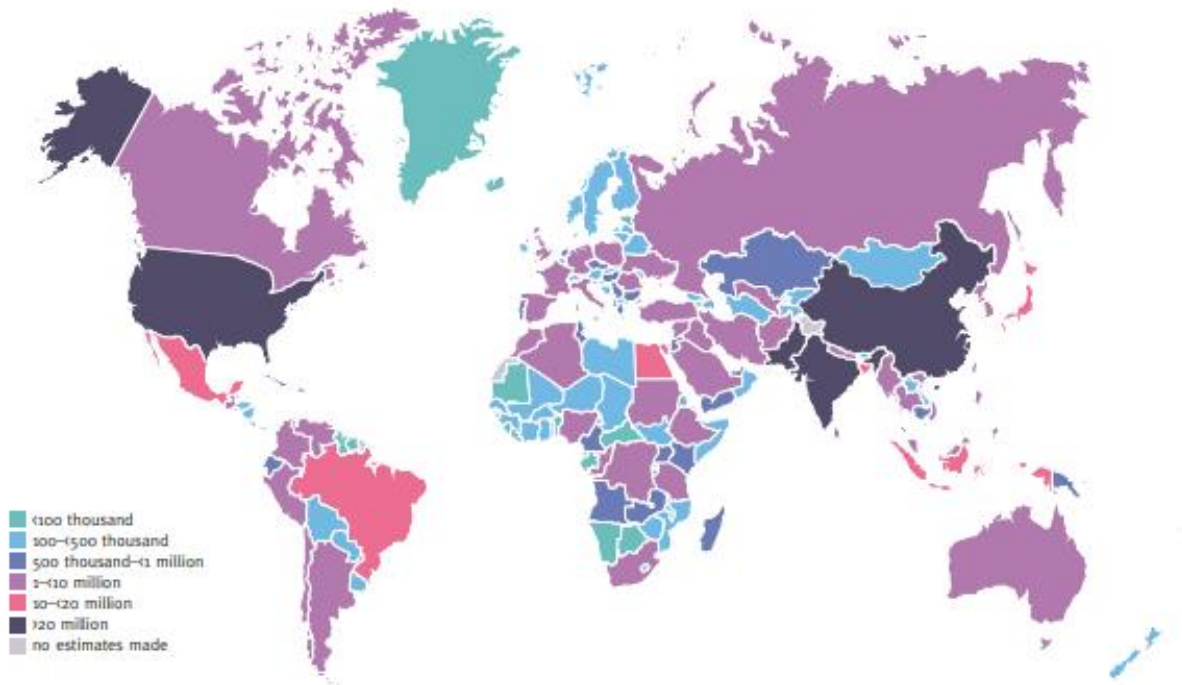 <100 thousand
100–<500 thousand
500 thousand–<1 million
1–<10 million
10–<20 million
>20 million
no estimates made